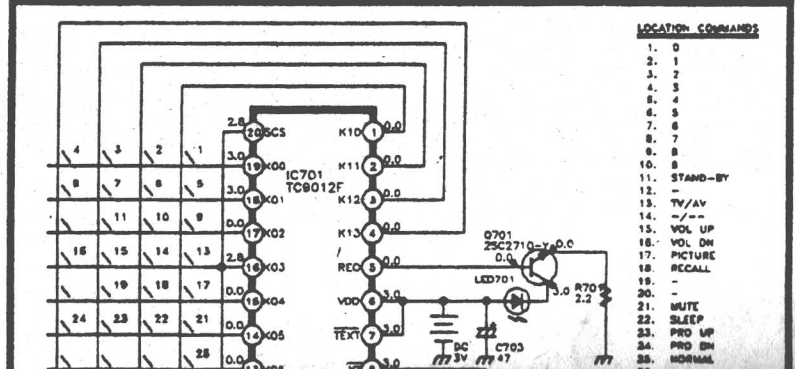 LOCATION COMMANDS
1. 0
2. 1
3. 2
4. 3
5. 4
6. 5
7. 6
8. 7
9. 8
10.
11. STAND-BY
12. -
13. TV/AV
14. -/--
15. VOL UP
16. VOL DN
17. PICTURE
18. RECALL
19. -
20. -
21. MUTE
22. SLEEP
23. PRO UP
24. PRO DN
25. NORMAL
IC701
TC9012F
2.8 20 SCS K10 1 0.0
4 3 2 1 3.0 19 K00 K11 2 0.0
8 7 6 5 3.0 18 K01 K12 3 0.0
11 10 9 0.0 17 K02 K13 4 0.0
16 15 14 13 2.8 16 K03 REO 5 0.0
19 18 17 0.0 15 K04 VDD 6 3.0
24 23 22 21 0.0 14 K05 TEXT 7 3.0
25 0.0 3.0
Q701
2SC2710-Y 0.0
0.0
LED701
3.0 R701
2.2
DC
3V
C703
47